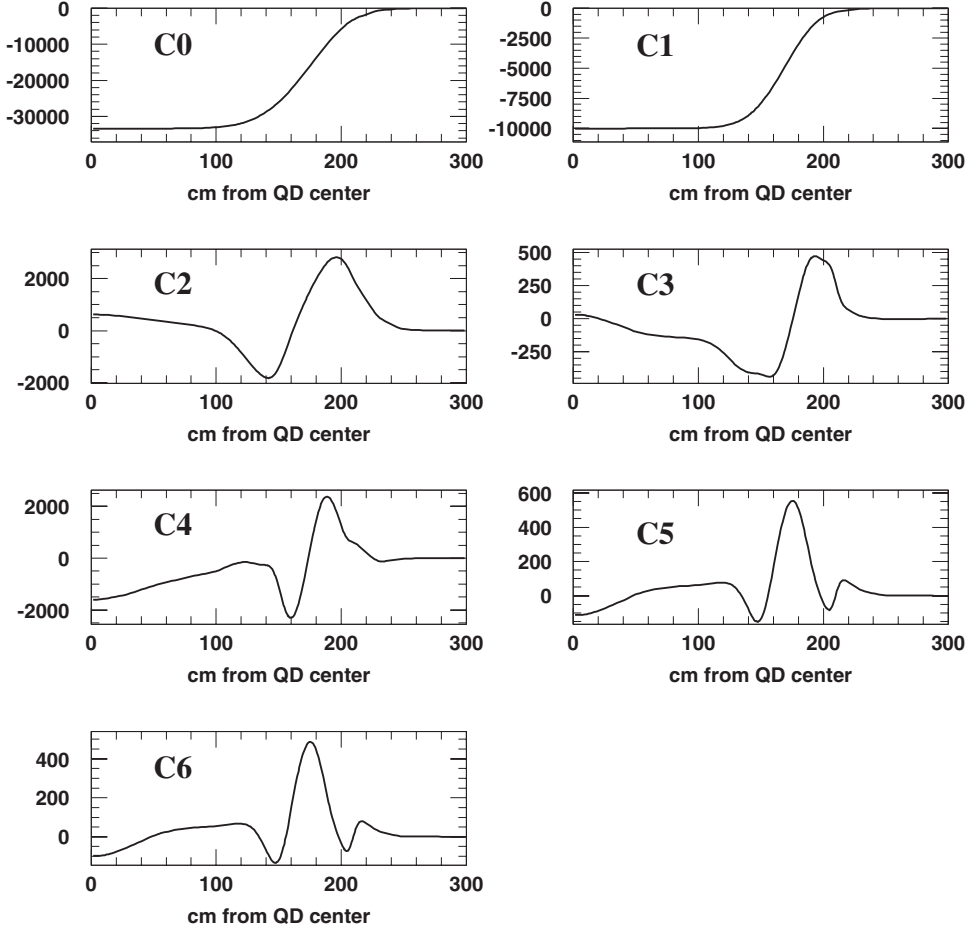 0 0
-10000 C0 -2500 C1
-20000 -5000
-30000 -7500
-10000
0 100 200 300 0 100 200 300
cm from QD center cm from QD center
2000 C2 500 C3
250
0 0
-2000 -250
0 100 200 300 0 100 200 300
cm from QD center cm from QD center
2000 C4 600 C5
400
0 200
-2000 0
0 100 200 300 0 100 200 300
cm from QD center cm from QD center
400 C6
200
0
0 100 200 300
cm from QD center